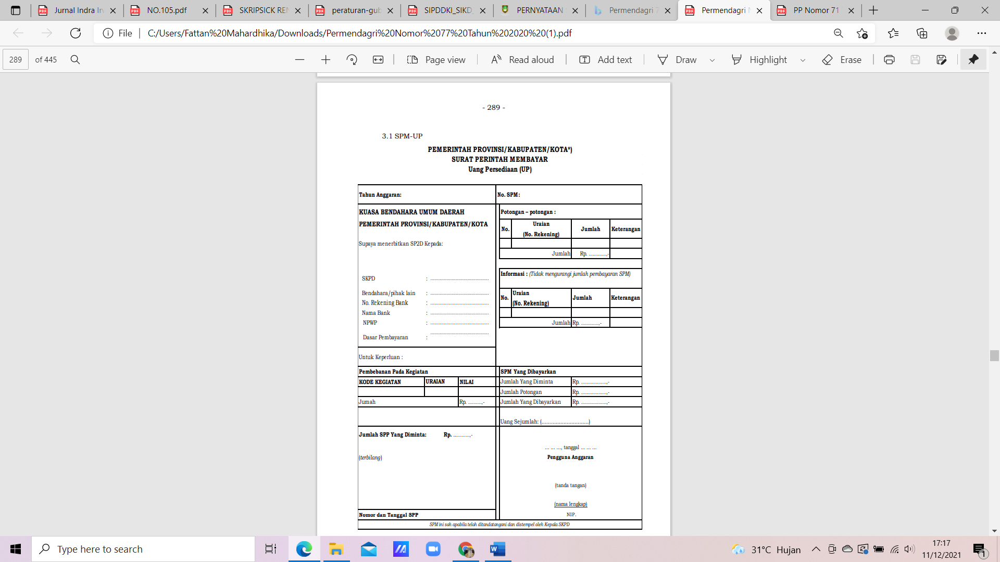 Jurnal Indra Irv
NO.105.pdf
SKRIPSICK REN
peraturan-gub
SIPDDKI_SIKD_
PERNYATAAN
Permendagri 7
Permendagri N
PP Nomor 71
File
C:/Users/Fattan%20Mahardhika/Downloads/Permendagri%20Nomor%2077%20Tahun%202020%20(1).pdf
289 of 445
Page view
Read aloud
Add text
Draw
Highlight
Erase
- 289 -
3.1 SPM-UP
PEMERINTAH PROVINSI/KABUPATEN/KOTA*)
SURAT PERINTAH MEMBAYAR
Uang Persediaan (UP)
Tahun Anggaran:
No. SPM:
KUASA BENDAHARA UMUM DAERAH
PEMERINTAH PROVINSI/KABUPATEN/KOTA
Supaya menerbitkan SP2D Kepada:
SKPD : ............................................
Bendahara/pihak lain : ............................................
No. Rekening Bank : ............................................
Nama Bank : ............................................
NPWP : ............................................
............................................
Dasar Pembayaran :
Untuk Keperluan :
Potongan – potongan :
No. Uraian (No. Rekening) Jumlah Keterangan
Jumlah Rp. .............,-
Informasi : (Tidak mengurangi jumlah pembayaran SPM)
No. Uraian (No. Rekening) Jumlah Keterangan
Jumlah Rp. .............,-
Pembebanan Pada Kegiatan
KODE KEGIATAN URAIAN NILAI
Jumah Rp. ..........,-
SPM Yang Dibayarkan
Jumlah Yang Diminta Rp. ...................,-
Jumlah Potongan Rp. ...................,-
Jumlah Yang Dibayarkan Rp. ...................,-
Uang Sejumlah: (..............................)
Jumlah SPP Yang Diminta: Rp. ............,-
(terbilang)
Nomor dan Tanggal SPP
... ... ..., tanggal ... ... ...
Pengguna Anggaran
(tanda tangan)
(nama lengkap)
NIP.
SPM ini sah apabila telah ditandatangani dan distempel oleh Kepala SKPD
Type here to search
31°C Hujan
17:17
11/12/2021
1